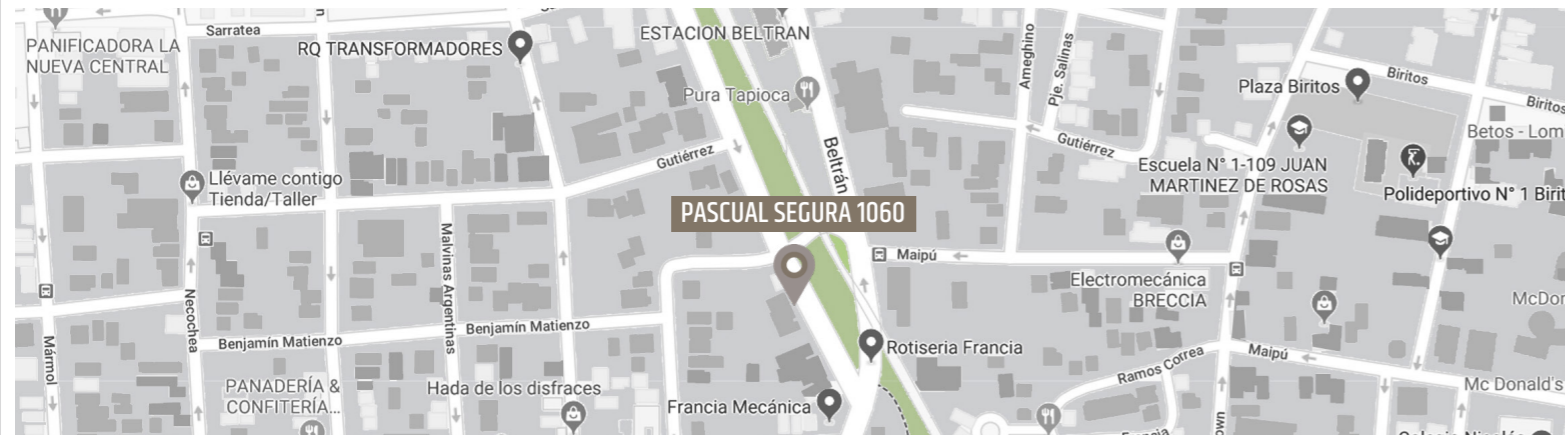 Sarratea
PANIFICADORA LA
NUEVA CENTRAL
RQ TRANSFORMADORES
ESTACION BELTRAN
Pura Tapioca
Ameghino
Pje. Salinas
Plaza Biritos
Biritos
Biritos
Betos - Lom
Gutiérrez
Gutiérrez
Beltrán
Escuela N° 1-109 JUAN
MARTINEZ DE ROSAS
Polideportivo N° 1 Birit
Llévame contigo
Tienda/Taller
PASCUAL SEGURA 1060
Malvinas Argentinas
Maipú
Electromecánica
BRECCIA
McDon
Necochea
Benjamín Matienzo
Benjamín Matienzo
Mármol
Rotiseria Francia
Ramos Correa
Maipú
Mc Donald's
PANADERÍA &
CONFITERÍA...
Hada de los disfraces
Francia Mecánica
own